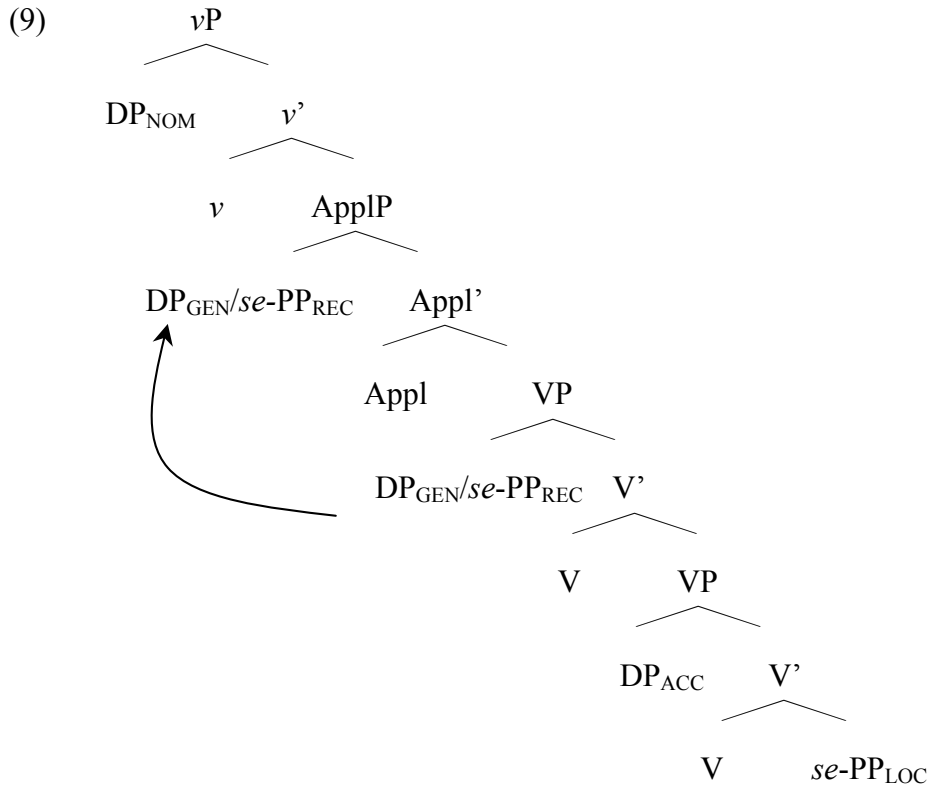 (9) vP
DP_NOM v’
v ApplP
DP_GEN/se-PP_REC Appl’
Appl VP
DP_GEN/se-PP_REC V’
V VP
DP_ACC V’
V se-PP_LOC